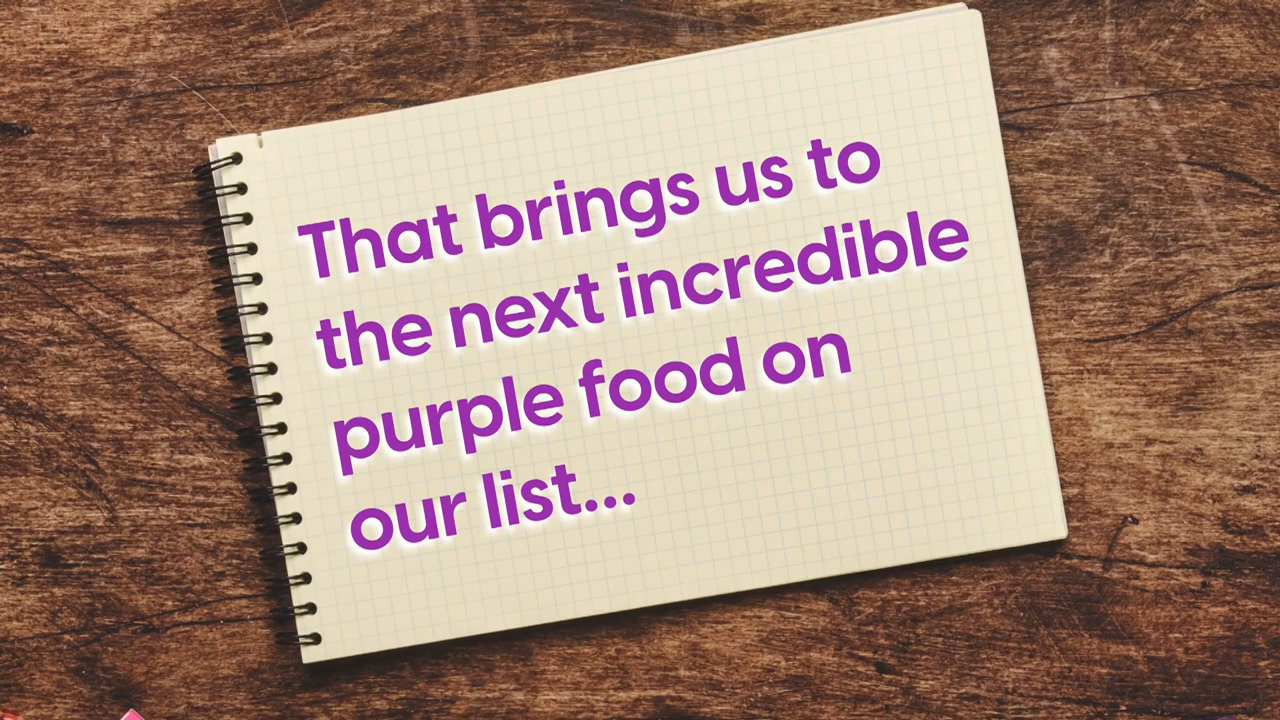 That brings us to
the next incredible
purple food on
our list...